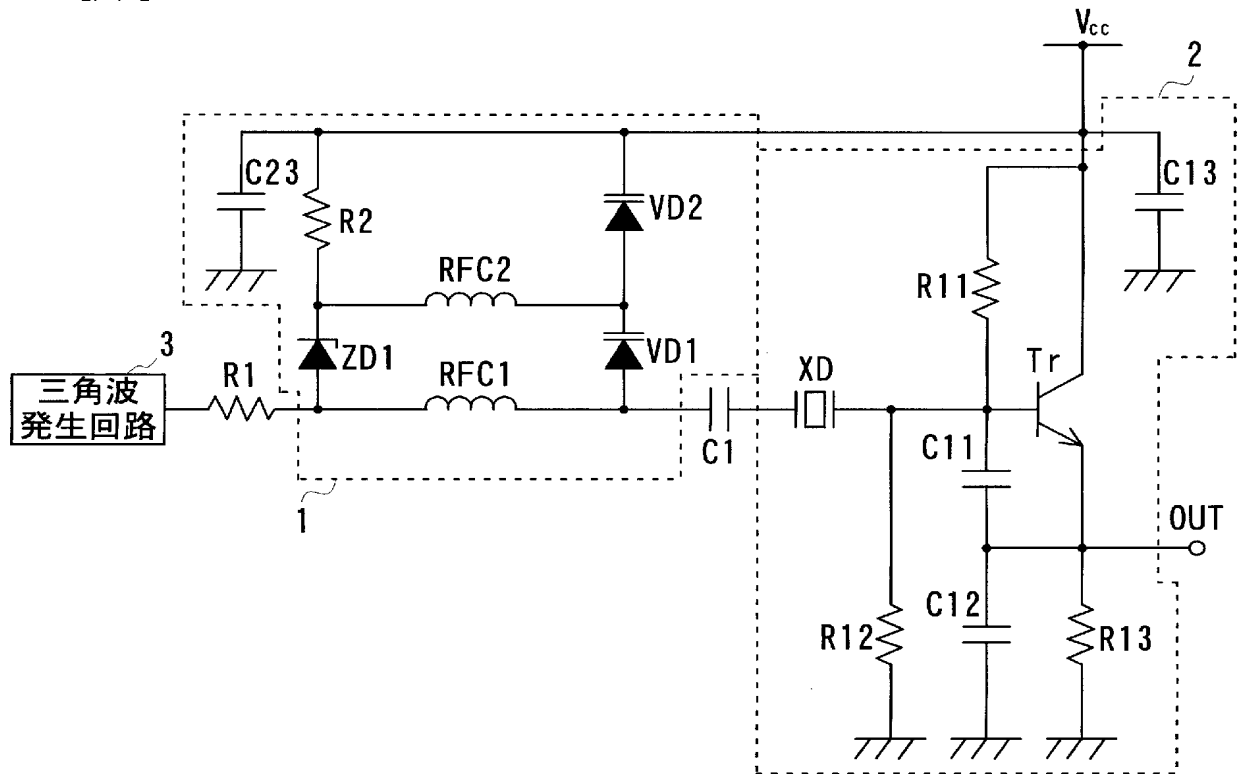 Vcc
2
C23
R2
VD2
C13
RFC2
R11
3
三角波
発生回路
R1
ZD1
RFC1
VD1
XD
Tr
C1
C11
1
OUT
R12
C12
R13